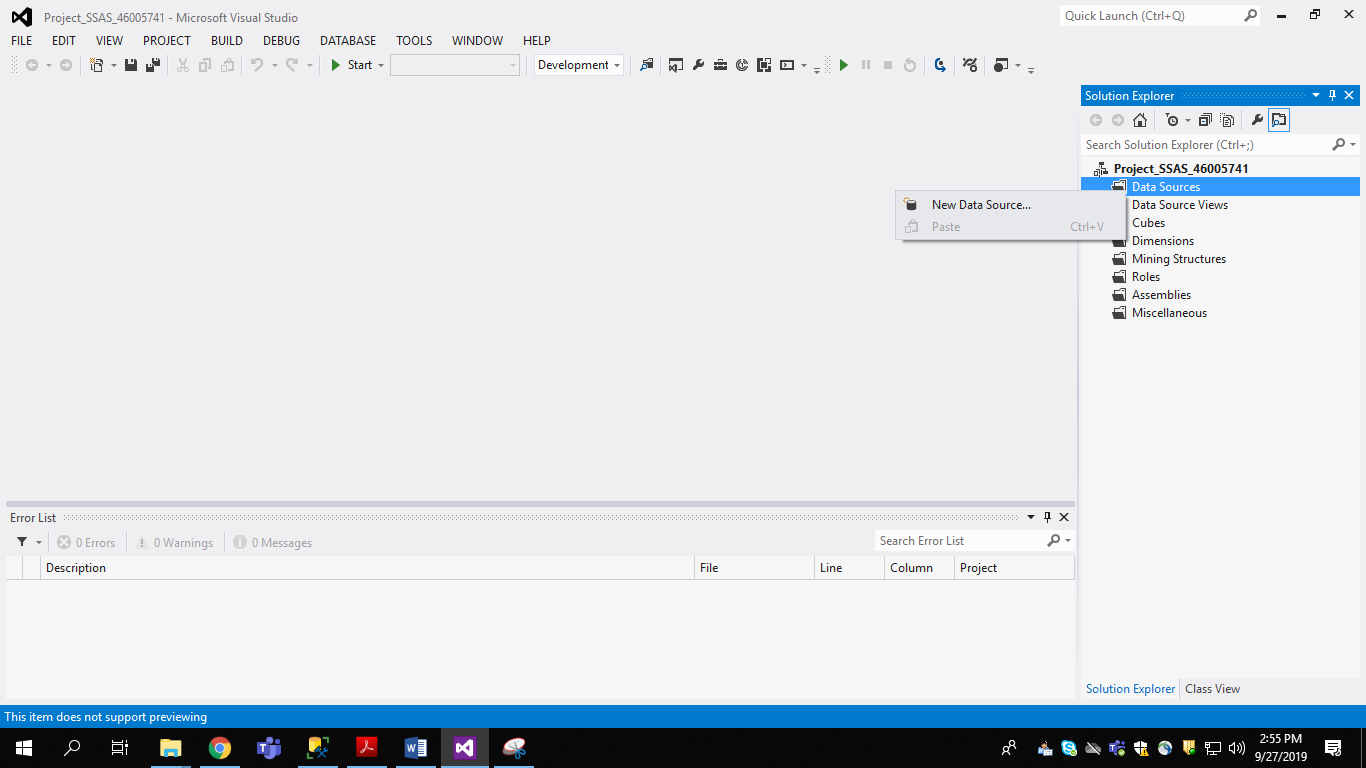 Project_SSAS_46005741 - Microsoft Visual Studio
Quick Launch (Ctrl+Q)
FILE EDIT VIEW PROJECT BUILD DEBUG DATABASE TOOLS WINDOW HELP
Start Development
Solution Explorer
Search Solution Explorer (Ctrl+;)
Project_SSAS_46005741
Data Sources
New Data Source...
Paste Ctrl+V
Data Source Views
Cubes
Dimensions
Mining Structures
Roles
Assemblies
Miscellaneous
Error List
0 Errors 0 Warnings 0 Messages
Search Error List
Description File Line Column Project
Solution Explorer Class View
This item does not support previewing
2:55 PM
9/27/2019